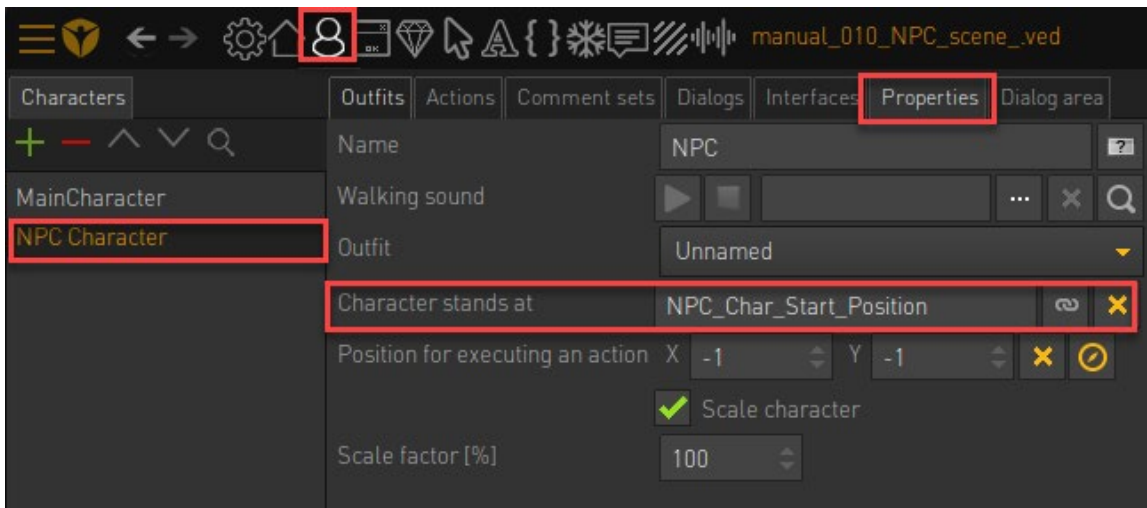 manual_010_NPC_scene_.ved
Characters
Outfits Actions Comment sets Dialogs Interfaces Properties Dialog area
Name NPC ?
MainCharacter
Walking sound ...
NPC Character
Outfit Unnamed
Character stands at NPC_Char_Start_Position
Position for executing an action X -1 Y -1
Scale character
Scale factor [%] 100